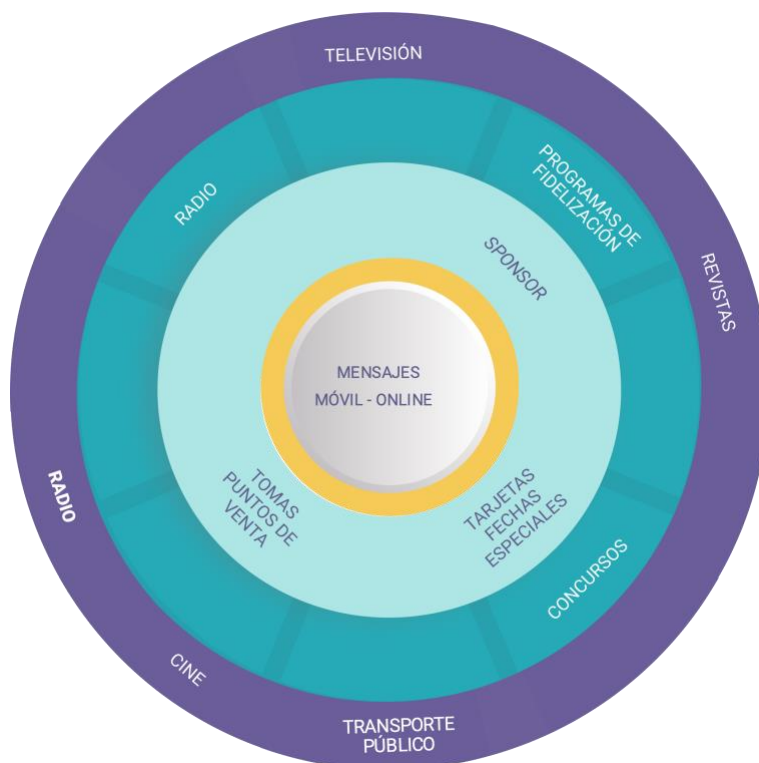 TELEVISIÓN
RADIO
PROGRAMAS DE
FIDELIZACIÓN
SPONSOR
REVISTAS
MENSAJES
MÓVIL - ONLINE
RADIO
TOMAS
PUNTOS DE
VENTA
TARJETAS
FECHAS
ESPECIALES
CONCURSOS
CINE
TRANSPORTE
PÚBLICO